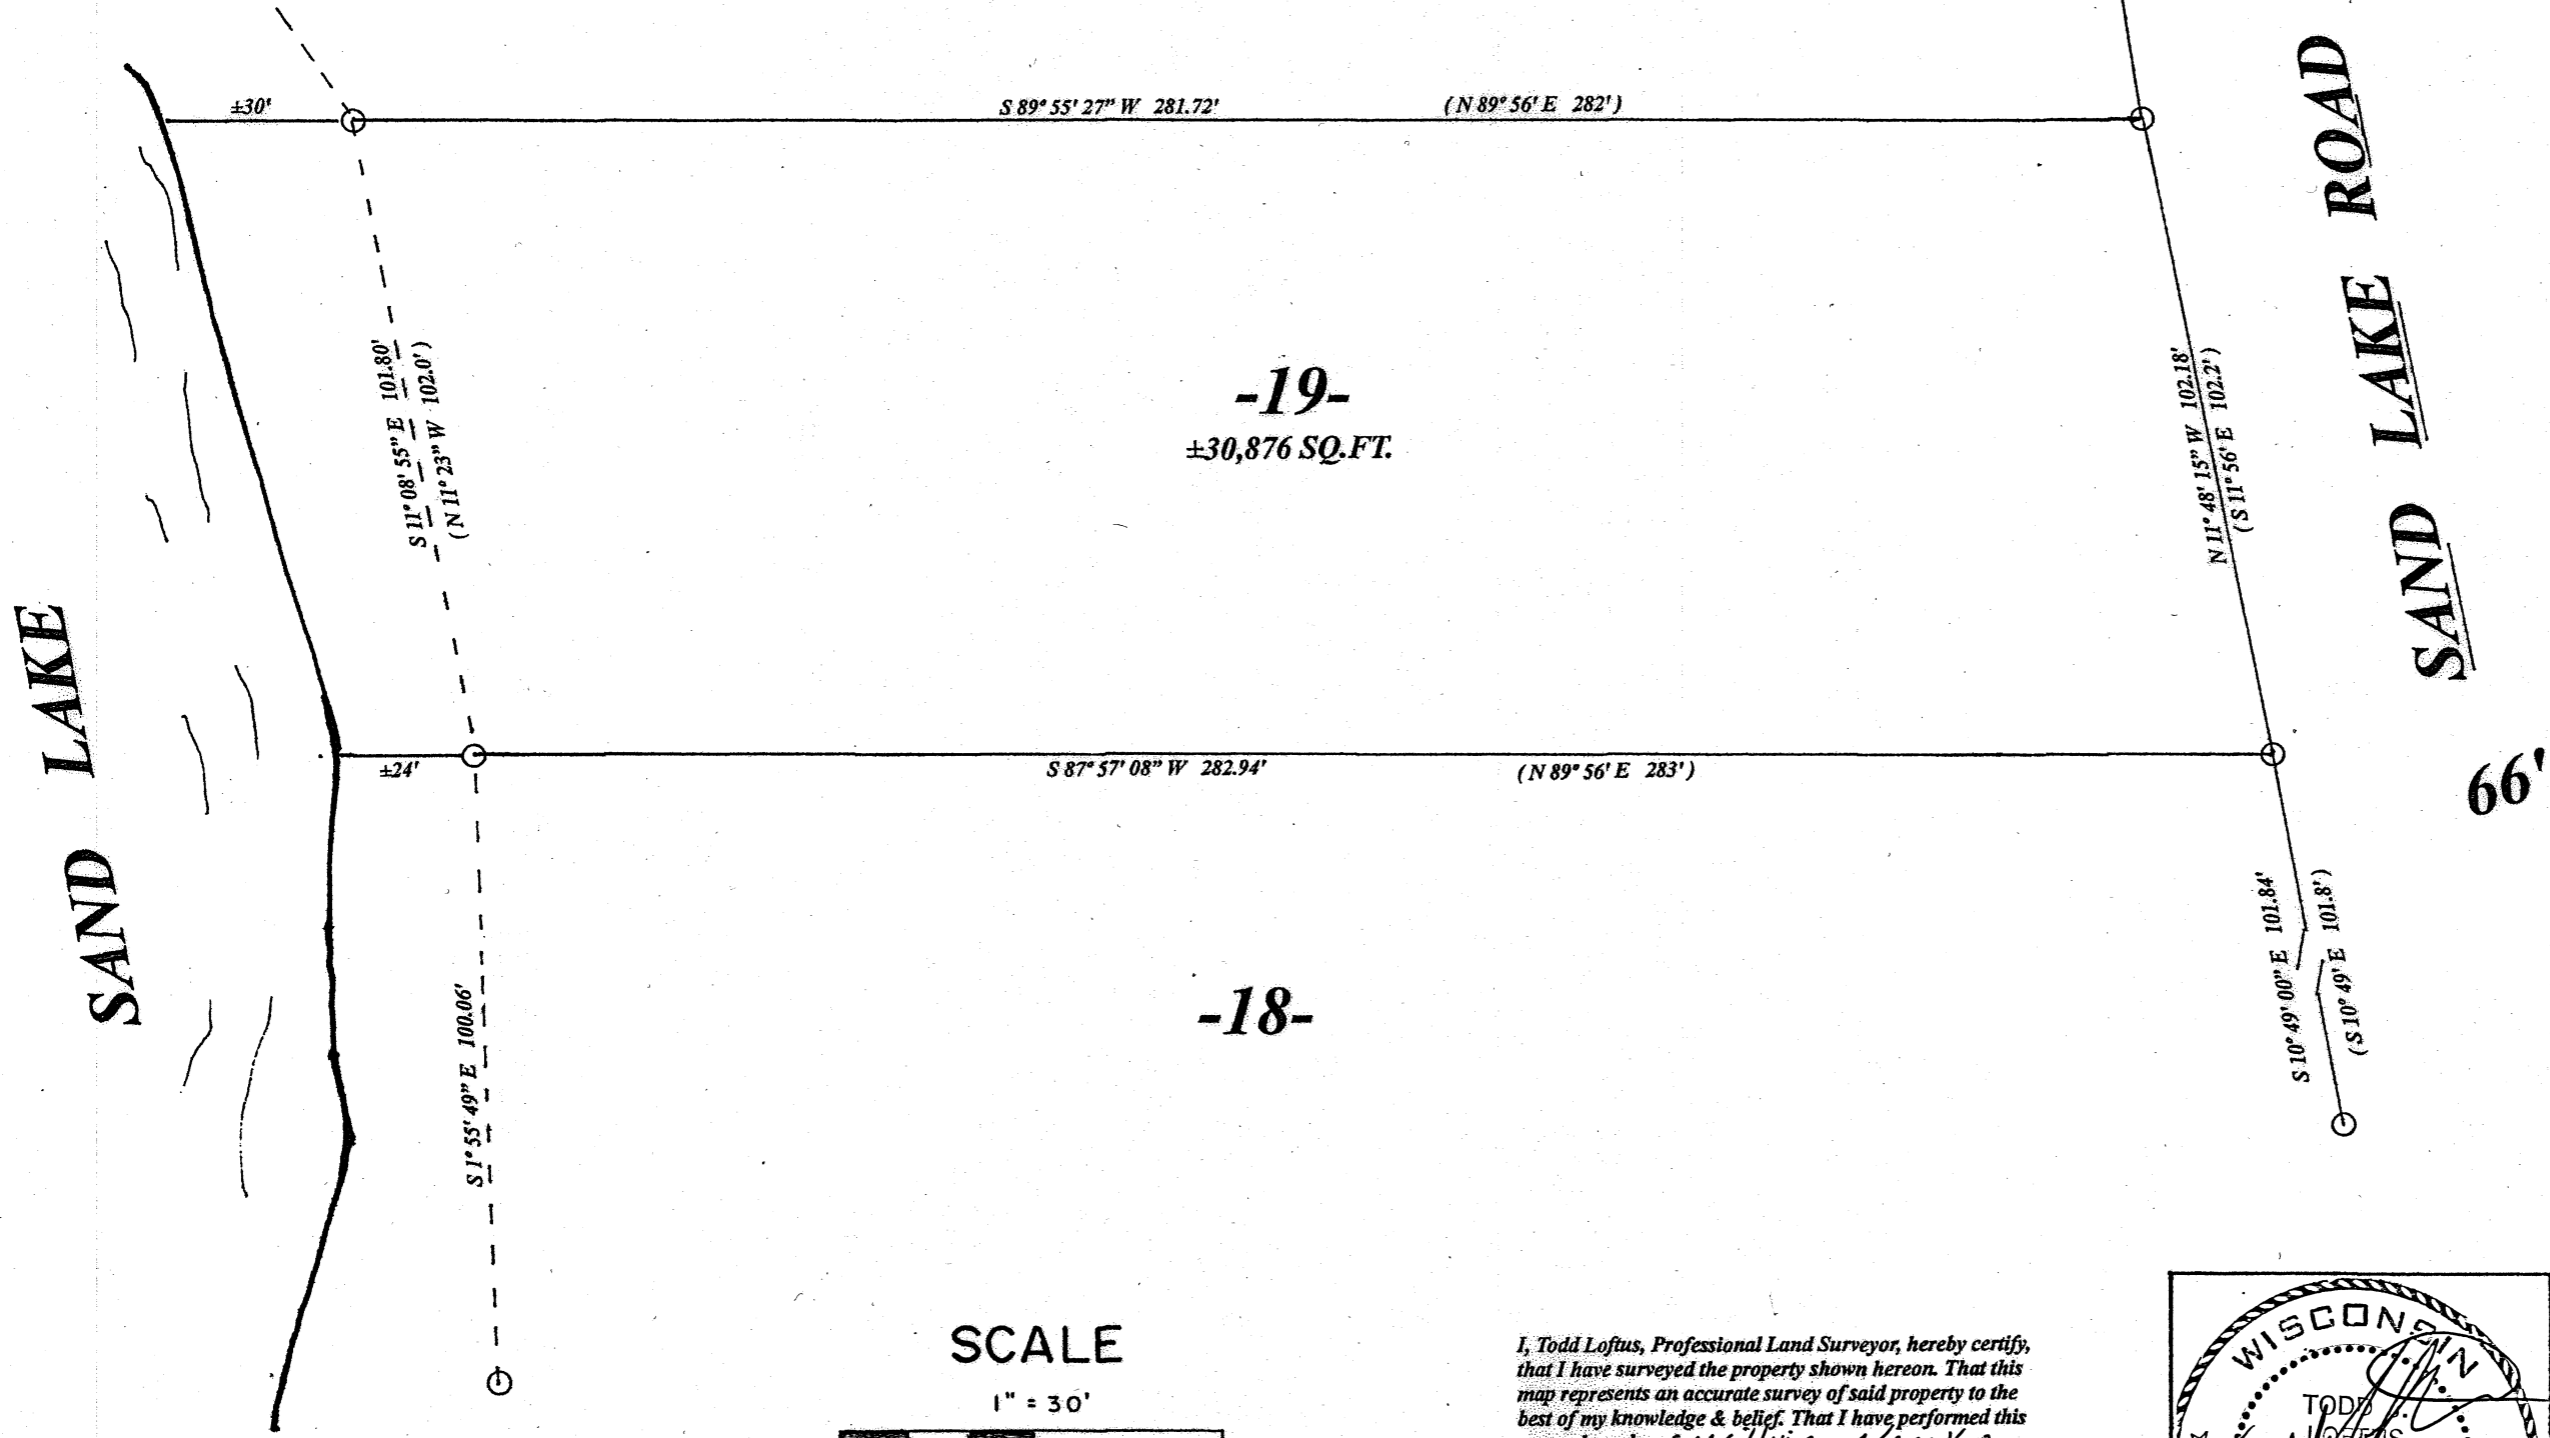 ±30'
S 89° 55' 27” W 281.72'
( N 89° 56' E 282' )
SAND LAKE ROAD
S 11° 08' 55” E 101.80'
( N 11° 23” W 102.0' )
-19-
±30,876 SQ.FT.
N 11° 48' 15” W 102.18'
( S 11° 56' E 102.2' )
SAND LAKE
±24'
S 87° 57' 08” W 282.94'
( N 89° 56' E 283' )
66'
S 1° 55' 49” E 100.06'
-18-
S 10° 49' 00” E 101.84'
( S 10° 49' E 101.8' )
SCALE
1" = 30'
I, Todd Loftus, Professional Land Surveyor, hereby certify,
that I have surveyed the property shown hereon. That this
map represents an accurate survey of said property to the
best of my knowledge & belief. That I have performed this
WISCONSIN
TODD